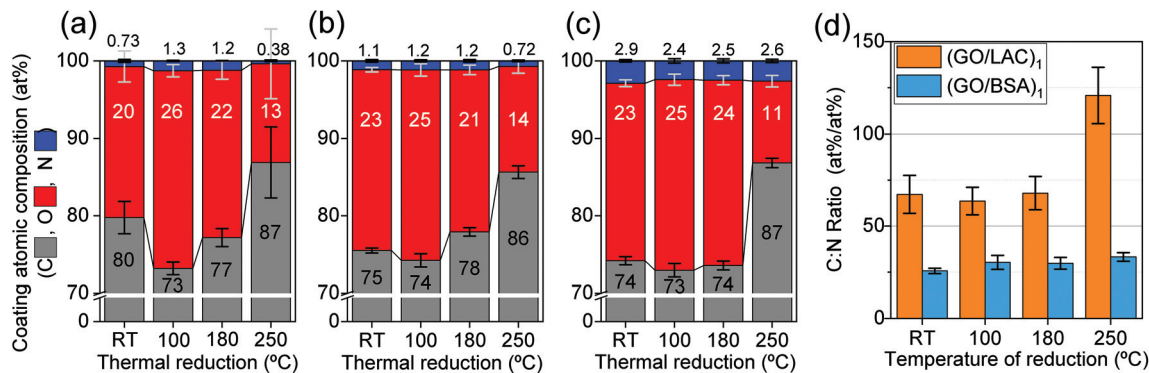 (a)
Coating atomic composition (at%)
(C , O , N )
0.73 1.3 1.2 0.38
100
90
80
70
0
20 26 22 13
80 73 77 87
RT 100 180 250
Thermal reduction (ºC)
(b)
1.1 1.2 1.2 0.72
100
90
80
70
0
23 25 21 14
75 74 78 86
RT 100 180 250
Thermal reduction (ºC)
(c)
2.9 2.4 2.5 2.6
100
90
80
70
0
23 25 24 11
74 73 74 87
RT 100 180 250
Thermal reduction (ºC)
(d)
C:N Ratio (at%/at%)
150
100
50
0
(GO/LAC)1
(GO/BSA)1
RT 100 180 250
Temperature of reduction (ºC)